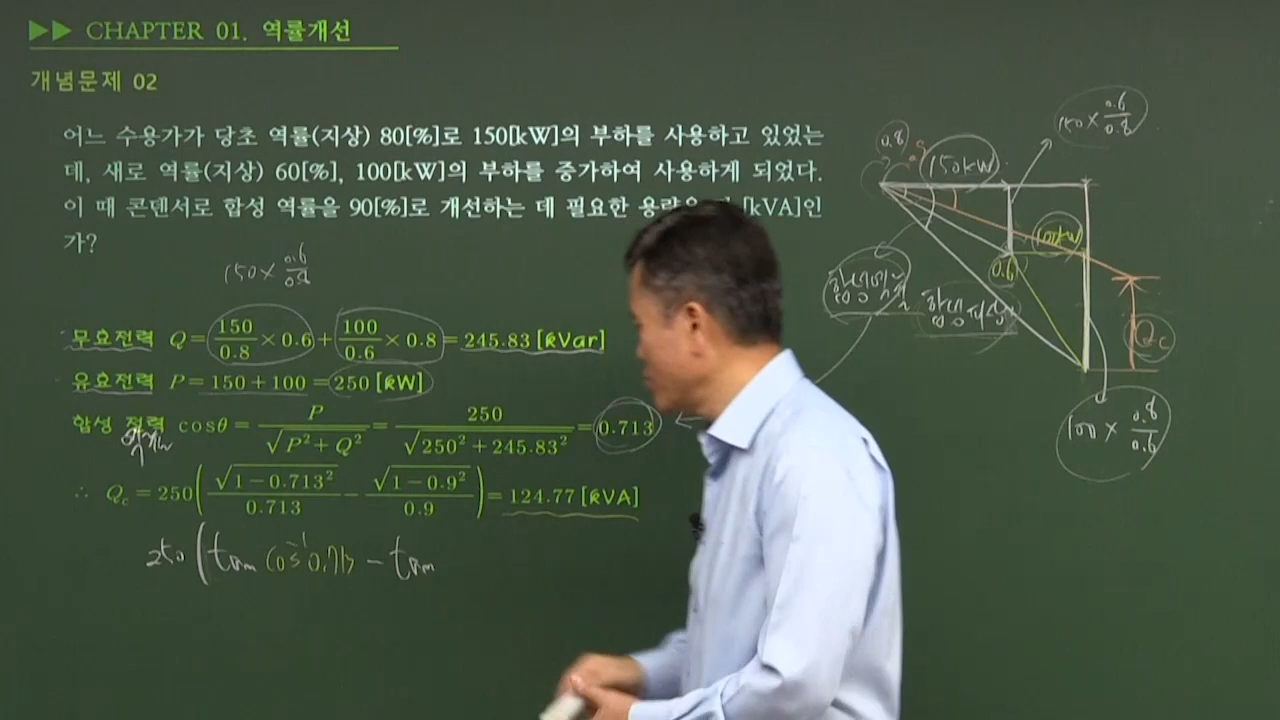 ▶▶ CHAPTER 01. 역률개선
개념문제 02
어느 수용가가 당초 역률(지상) 80[%]로 150[kW]의 부하를 사용하고 있었는
데, 새로 역률(지상) 60[%], 100[kW]의 부하를 증가하여 사용하게 되었다.
이 때 콘덴서로 합성 역률을 90[%]로 개선하는 데 필요한 용량은 [kVA]인
가?
150 × 0.6/0.8
무효전력 Q = 150/0.8 × 0.6 + 100/0.6 × 0.8 = 245.83 [kVar]
유효전력 P = 150 + 100 = 250 [kW]
합성 전력 cosθ = P/√(P² + Q²) = 250/√(250² + 245.83²) = 0.713
∴ Qc = 250(√(1 − 0.713²)/0.713 − √(1 − 0.9²)/0.9) = 124.77 [kVA]
250 (tan cos⁻¹ 0.713 − tan
150 × 0.6/0.8
0.8
150kW
100kW
0.6
합성역률
합성피상
Qc
100 × 0.8/0.6